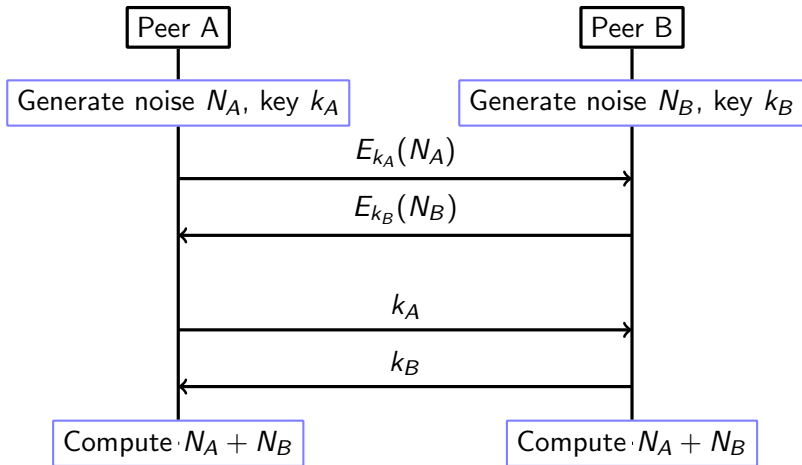 Peer A
Peer B
Generate noise N_A, key k_A
Generate noise N_B, key k_B
E_{k_A}(N_A)
E_{k_B}(N_B)
k_A
k_B
Compute N_A + N_B
Compute N_A + N_B